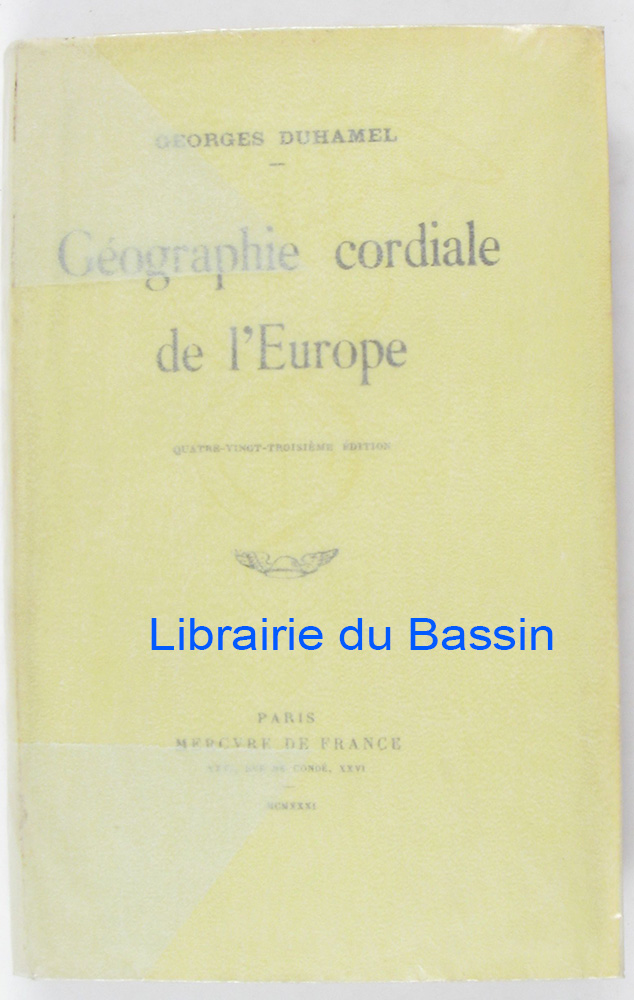 GEORGES DUHAMEL
Géographie cordiale
de l'Europe
QUATRE-VINGT-TROISIÈME ÉDITION
Librairie du Bassin
PARIS
MERCVRE DE FRANCE
XXVI, RUE DE CONDÉ, XXVI
MCMXXXI